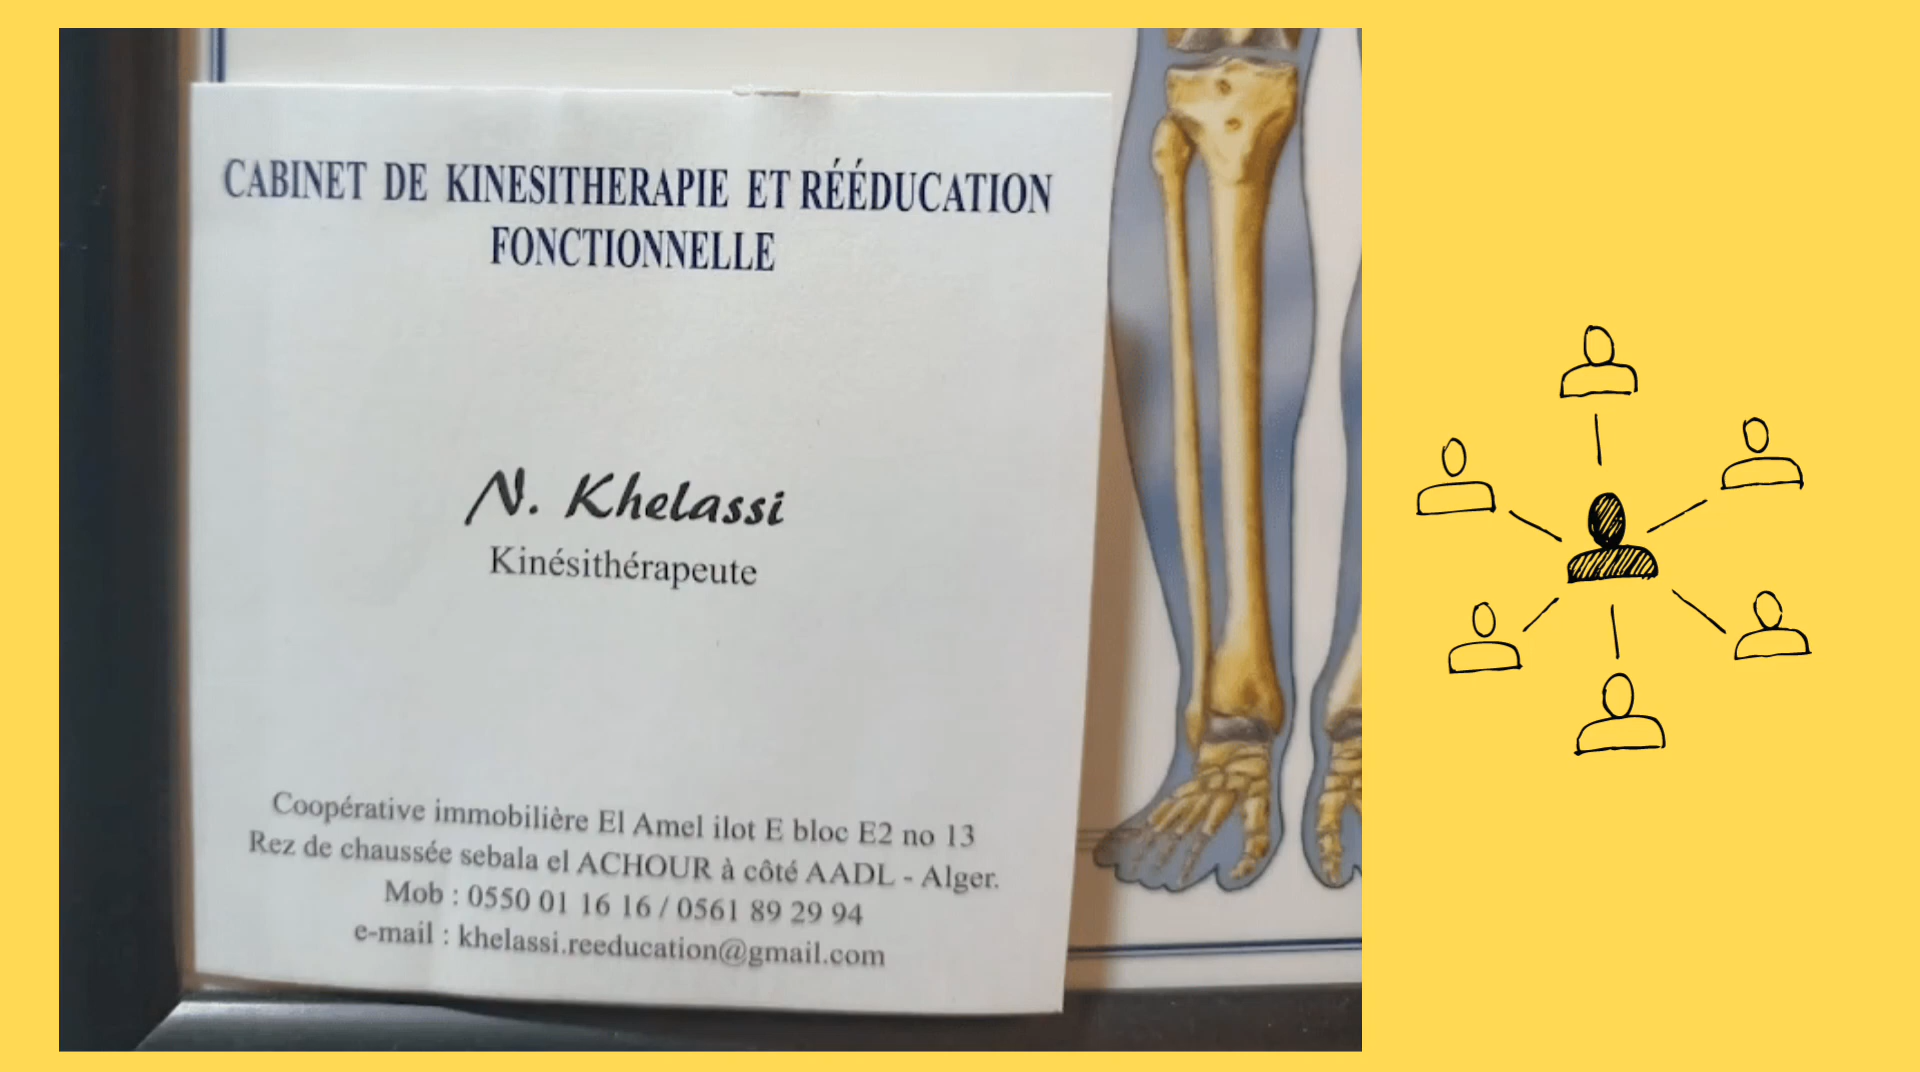 CABINET DE KINESITHERAPIE ET RÉÉDUCATION
FONCTIONNELLE
N. Khelassi
Kinésithérapeute
Coopérative immobilière El Amel ilot E bloc E2 no 13
Rez de chaussée sebala el ACHOUR à côté AADL - Alger.
Mob : 0550 01 16 16 / 0561 89 29 94
e-mail : khelassi.reeducation@gmail.com